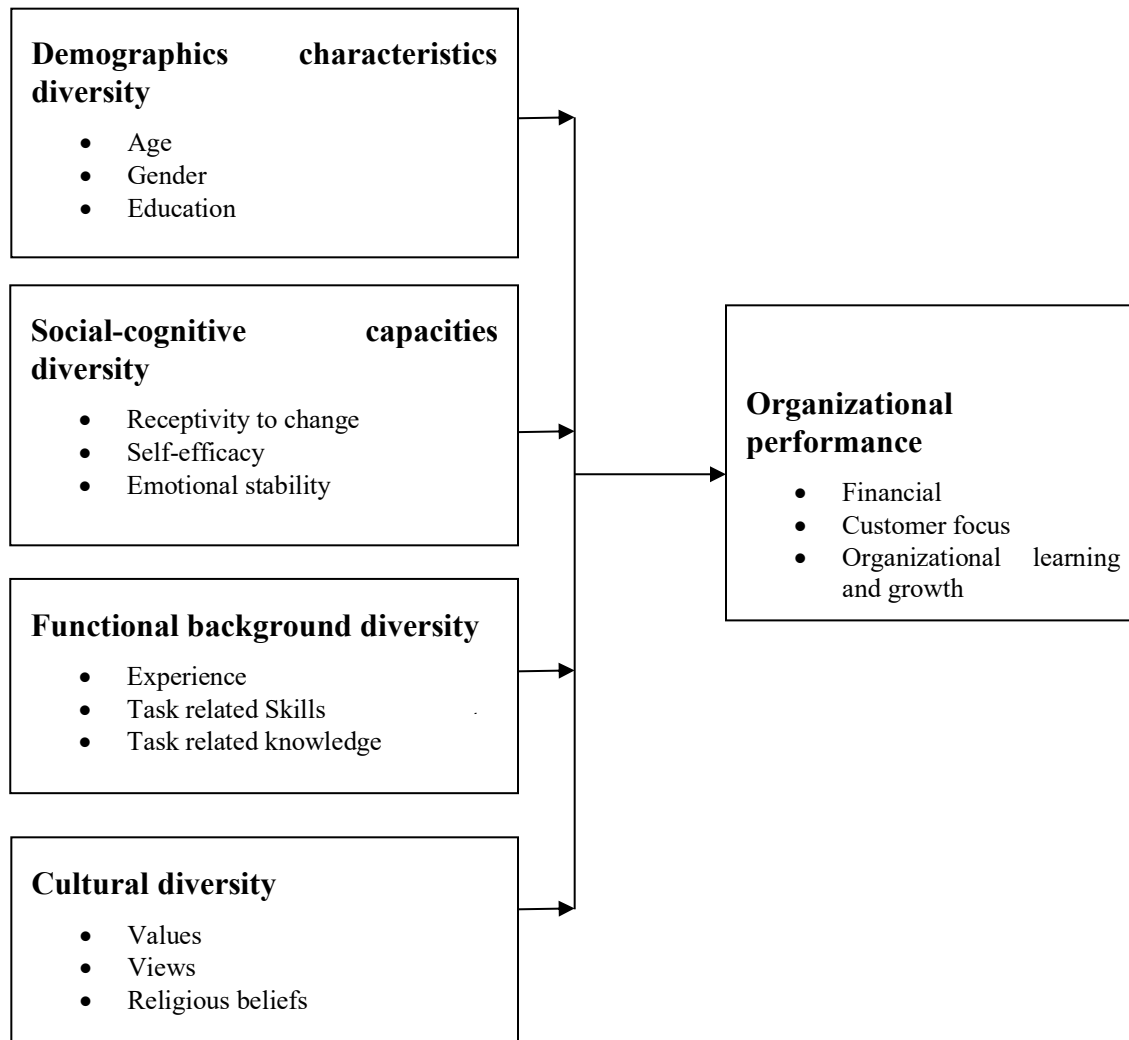 Demographics characteristics
diversity
• Age
• Gender
• Education
Social-cognitive capacities
diversity
• Receptivity to change
• Self-efficacy
• Emotional stability
Organizational
performance
• Financial
• Customer focus
• Organizational learning
and growth
Functional background diversity
• Experience
• Task related Skills
• Task related knowledge
Cultural diversity
• Values
• Views
• Religious beliefs